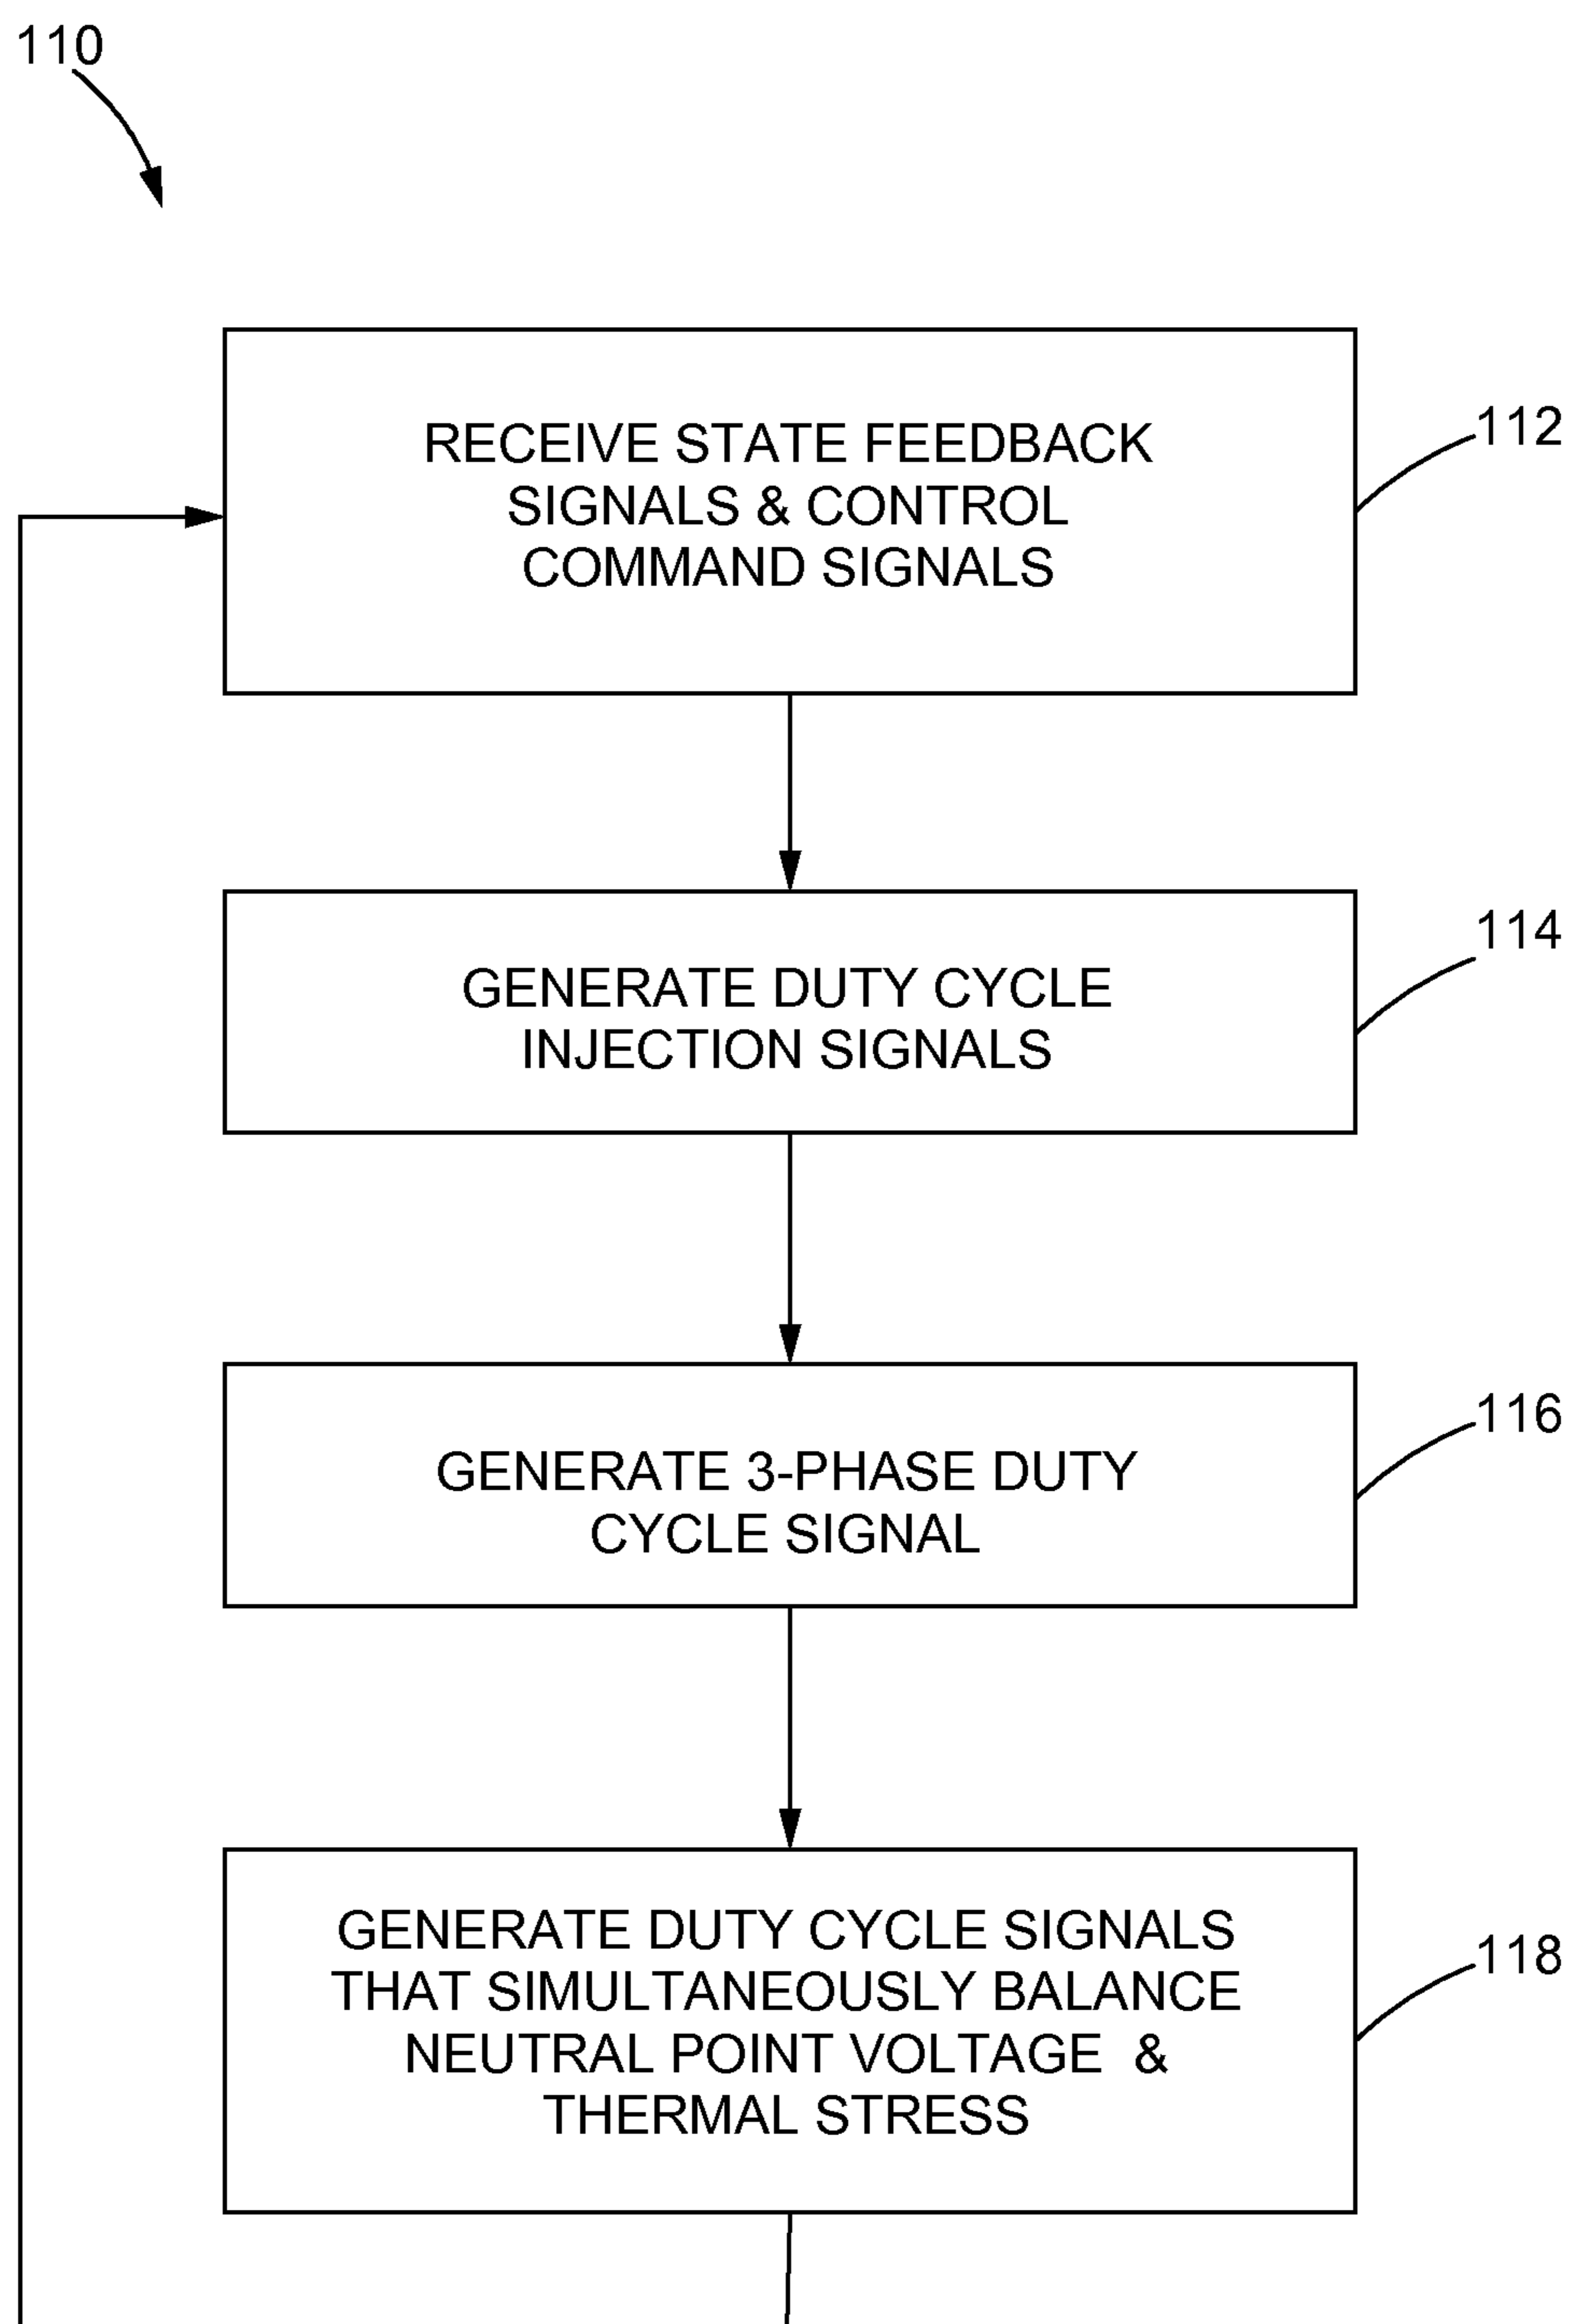 110
RECEIVE STATE FEEDBACK
SIGNALS & CONTROL
COMMAND SIGNALS
112
GENERATE DUTY CYCLE
INJECTION SIGNALS
114
GENERATE 3-PHASE DUTY
CYCLE SIGNAL
116
GENERATE DUTY CYCLE SIGNALS
THAT SIMULTANEOUSLY BALANCE
NEUTRAL POINT VOLTAGE &
THERMAL STRESS
118